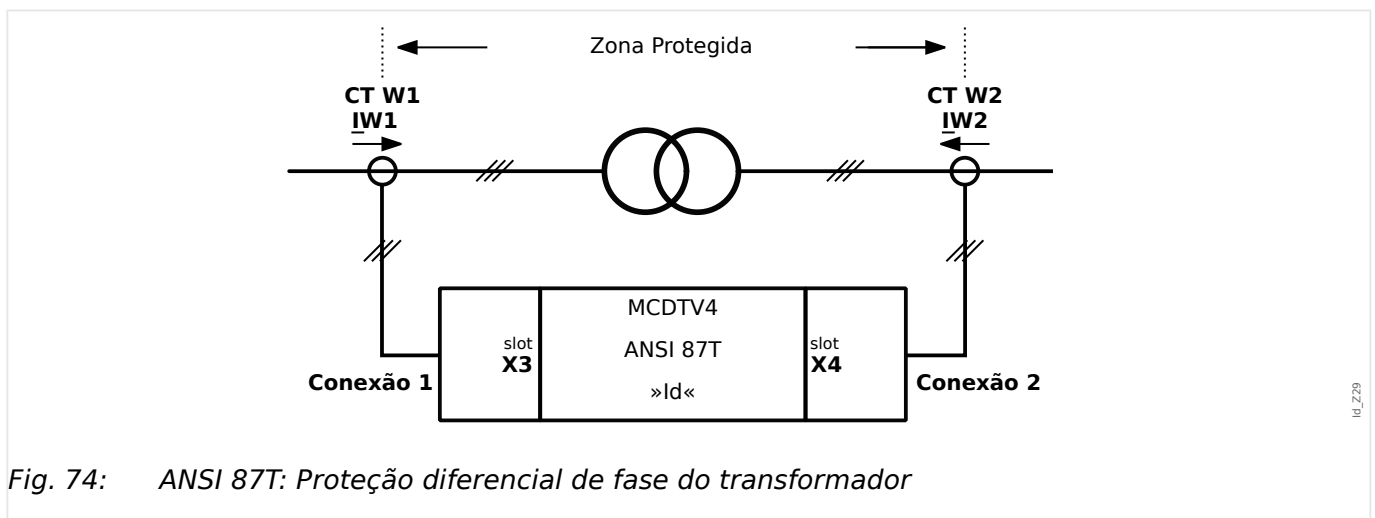 Zona Protegida
CT W1
IW1
CT W2
IW2
MCDTV4
ANSI 87T
»Id«
slot
X3
slot
X4
Conexão 1
Conexão 2
Id_Z29
Fig. 74: ANSI 87T: Proteção diferencial de fase do transformador